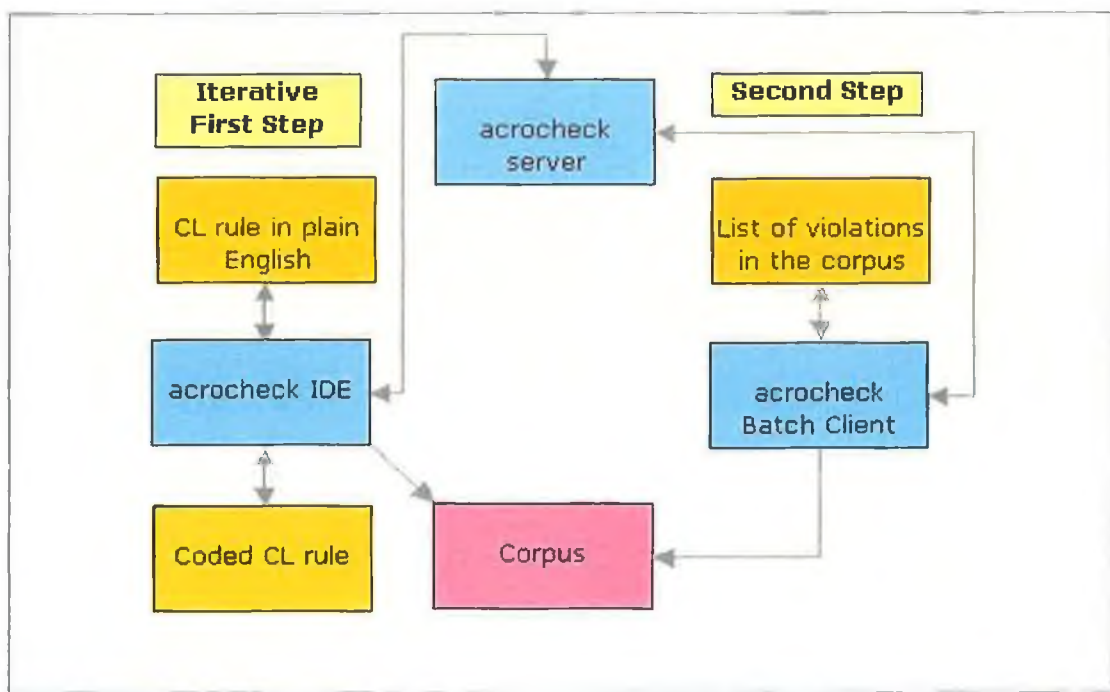 Iterative
First Step
acrocheck
server
Second Step
CL rule in plain
English
List of violations
in the corpus
acrocheck IDE
acrocheck
Batch Client
Coded CL rule
Corpus